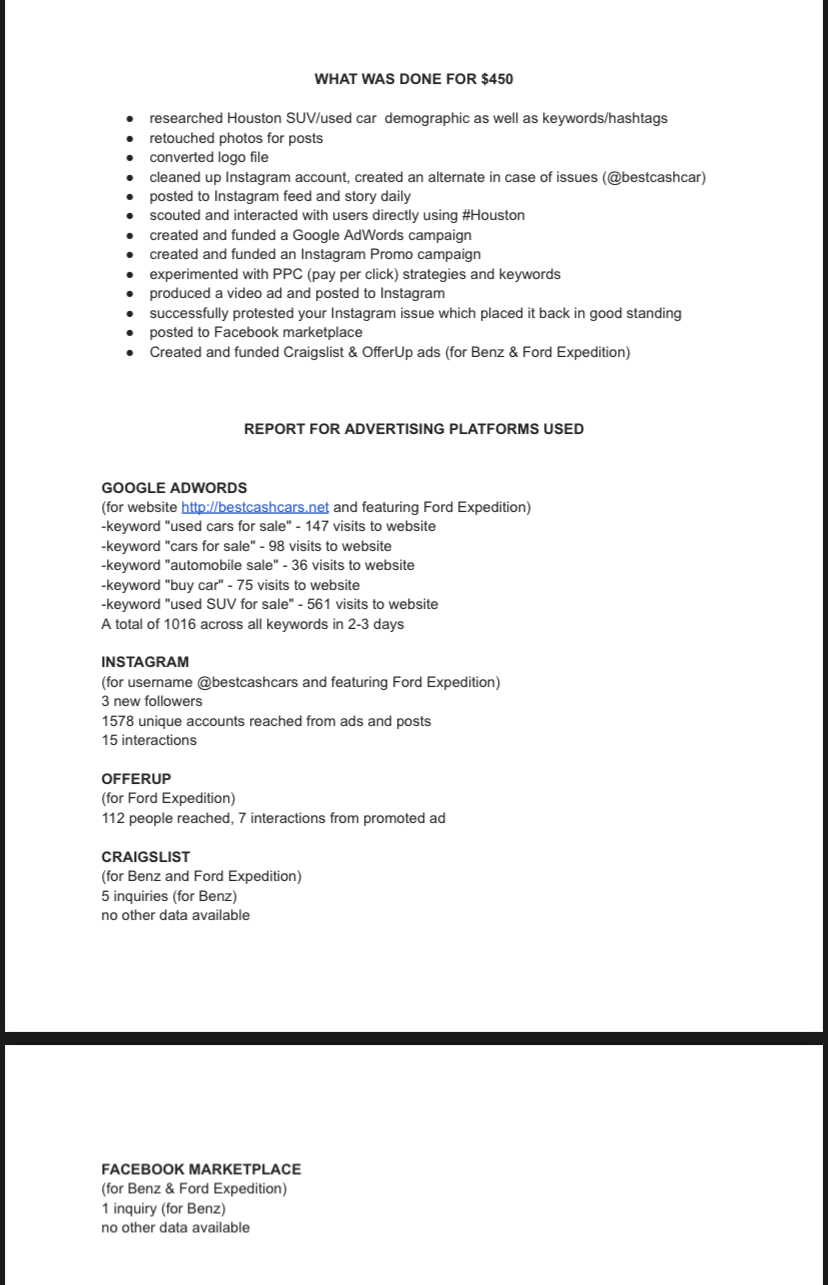 WHAT WAS DONE FOR $450
● researched Houston SUV/used car  demographic as well as keywords/hashtags
● retouched photos for posts
● converted logo file
● cleaned up Instagram account, created an alternate in case of issues (@bestcashcar)
● posted to Instagram feed and story daily
● scouted and interacted with users directly using #Houston
● created and funded a Google AdWords campaign
● created and funded an Instagram Promo campaign
● experimented with PPC (pay per click) strategies and keywords
● produced a video ad and posted to Instagram
● successfully protested your Instagram issue which placed it back in good standing
● posted to Facebook marketplace
● Created and funded Craigslist & OfferUp ads (for Benz & Ford Expedition)
REPORT FOR ADVERTISING PLATFORMS USED
GOOGLE ADWORDS
(for website http://bestcashcars.net and featuring Ford Expedition)
-keyword "used cars for sale" - 147 visits to website
-keyword "cars for sale" - 98 visits to website
-keyword "automobile sale" - 36 visits to website
-keyword "buy car" - 75 visits to website
-keyword "used SUV for sale" - 561 visits to website
A total of 1016 across all keywords in 2-3 days
INSTAGRAM
(for username @bestcashcars and featuring Ford Expedition)
3 new followers
1578 unique accounts reached from ads and posts
15 interactions
OFFERUP
(for Ford Expedition)
112 people reached, 7 interactions from promoted ad
CRAIGSLIST
(for Benz and Ford Expedition)
5 inquiries (for Benz)
no other data available
FACEBOOK MARKETPLACE
(for Benz & Ford Expedition)
1 inquiry (for Benz)
no other data available